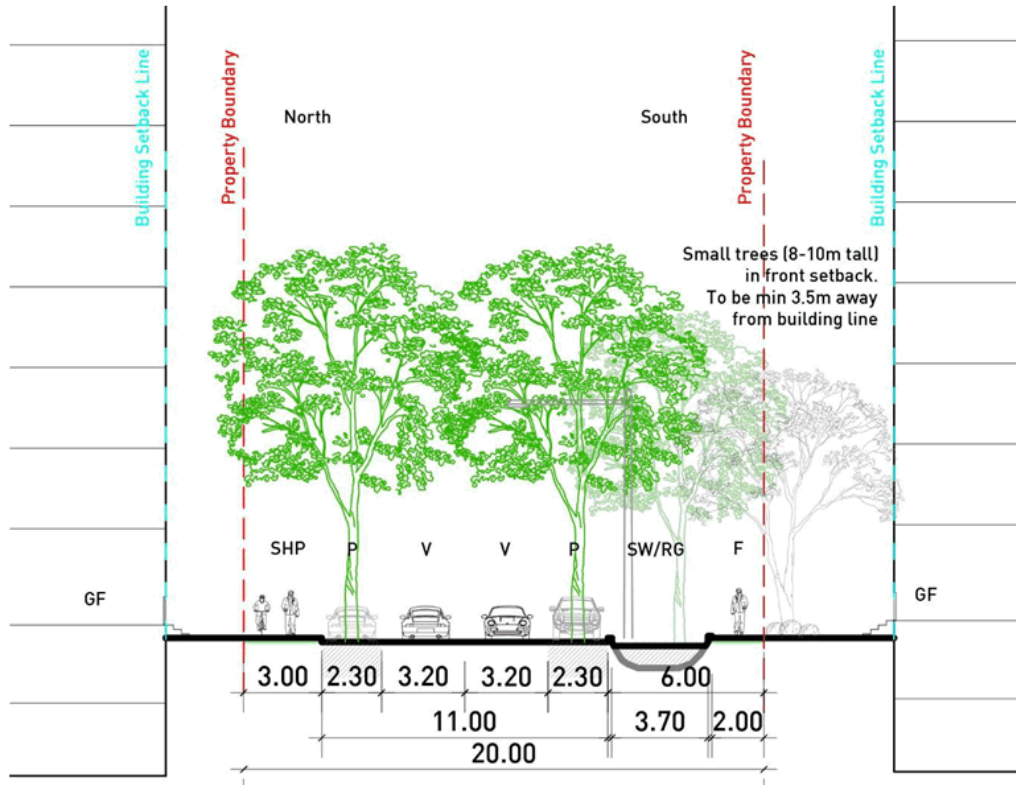 Building Setback Line
Property Boundary
North
South
Property Boundary
Building Setback Line
Small trees (8-10m tall)
in front setback.
To be min 3.5m away
from building line
SHP
P
V
V
P
SW/RG
F
GF
GF
3.00
2.30
3.20
3.20
2.30
6.00
11.00
3.70
2.00
20.00